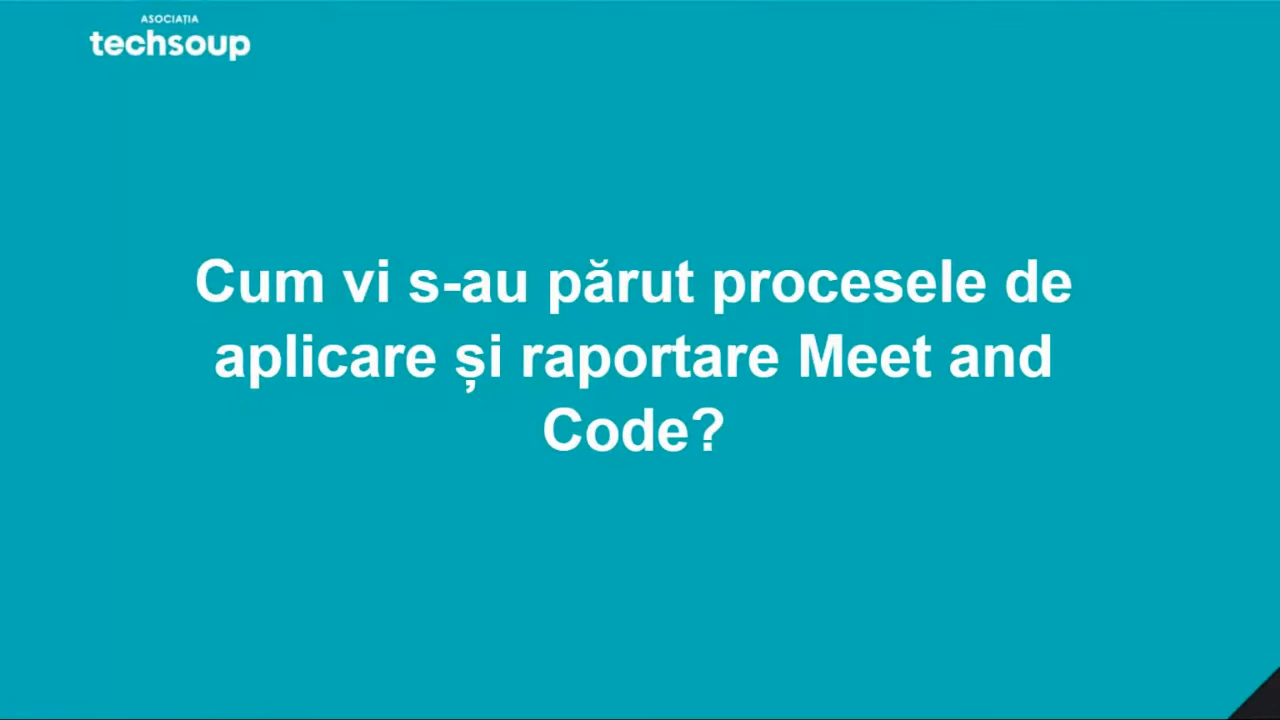 ASOCIAȚIA
techsoup
Cum vi s-au părut procesele de
aplicare și raportare Meet and
Code?